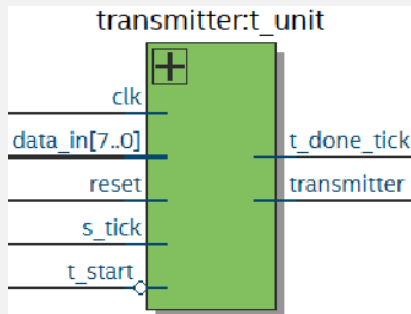 transmitter:t_unit
clk
data_in[7..0]
t_done_tick
reset
transmitter
s_tick
t_start